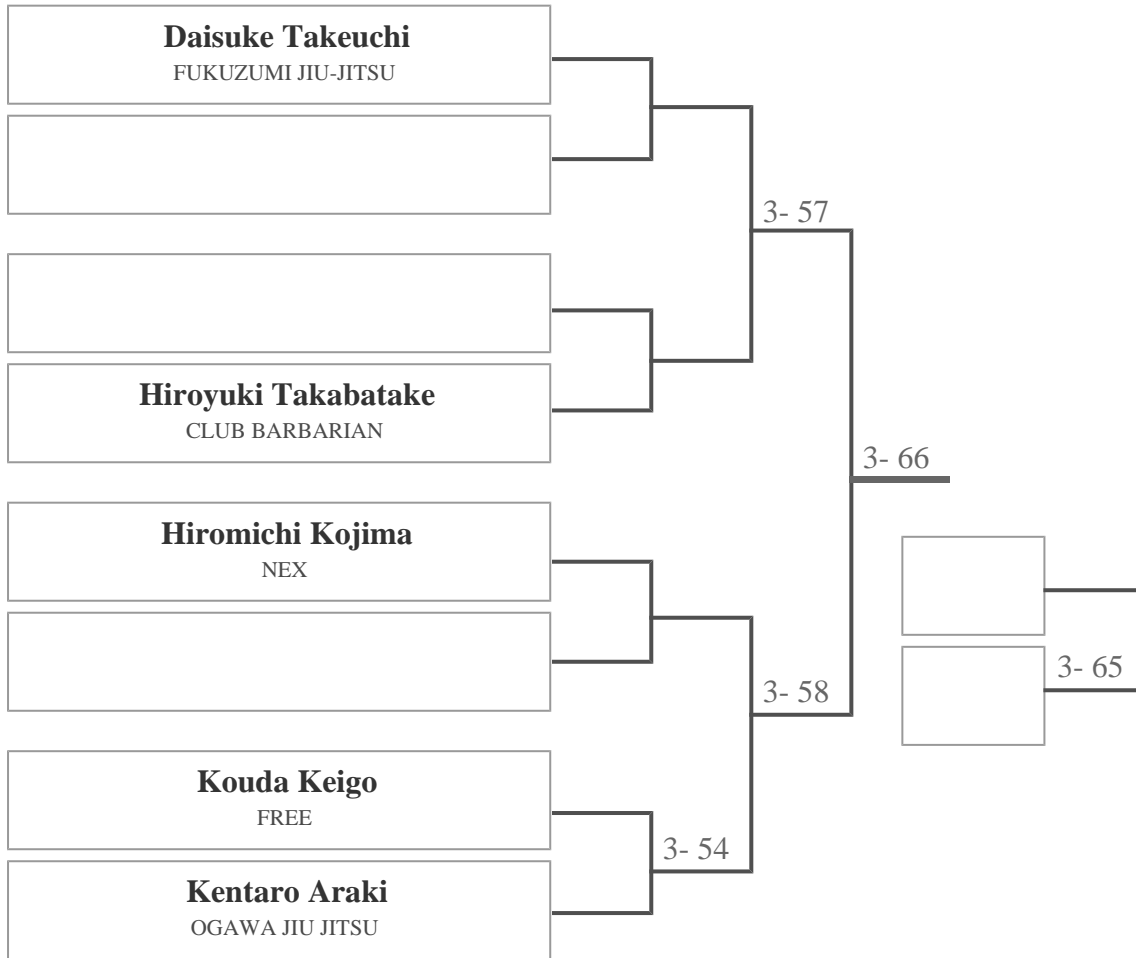 Daisuke Takeuchi
FUKUZUMI JIU-JITSU
3- 57
Hiroyuki Takabatake
CLUB BARBARIAN
3- 66
Hiromichi Kojima
NEX
3- 65
3- 58
Kouda Keigo
FREE
3- 54
Kentaro Araki
OGAWA JIU JITSU